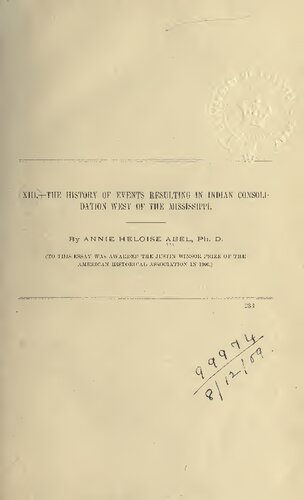 XIII.—THE HISTORY OF EVENTS RESULTING IN INDIAN CONSOLI-
DATION WEST OF THE MISSISSIPPI.
By ANNIE HELOISE ABEL, Ph. D.
(TO THIS ESSAY WAS AWARDED THE JUSTIN WINSOR PRIZE OF THE
AMERICAN HISTORICAL ASSOCIATION IN 1906.)
233
99974
8/12/09